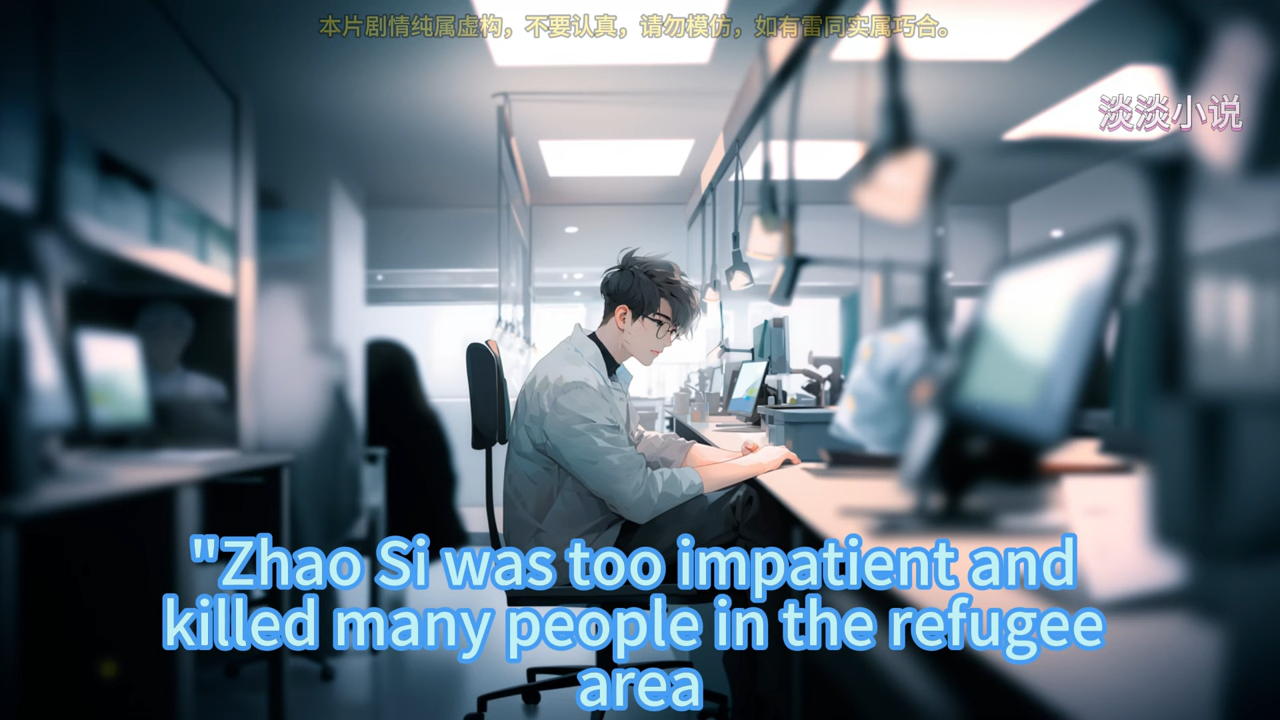 本片剧情纯属虚构，不要认真，请勿模仿，如有雷同实属巧合。
淡淡小说
"Zhao Si was too impatient and
killed many people in the refugee
area